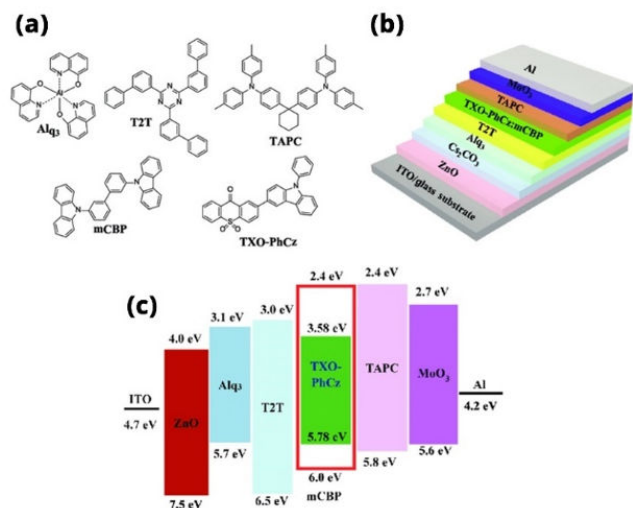 (a)
(b)
Al
N
O
Alq3
N
N
N
T2T
N
N
TAPC
N
N
mCBP
O
S
O O
N
TXO-PhCz
Al
MoO3
TAPC
TXO-PhCz:mCBP
T2T
Alq3
Cs2CO3
ZnO
ITO/glass substrate
(c)
2.4 eV 2.4 eV
3.1 eV 3.0 eV 2.7 eV
4.0 eV 3.58 eV
ITO
4.7 eV
ZnO
Alq3
T2T
TXO-
PhCz
TAPC
MoO3
Al
4.2 eV
5.7 eV 5.78 eV 5.8 eV 5.6 eV
7.5 eV 6.5 eV 6.0 eV
mCBP